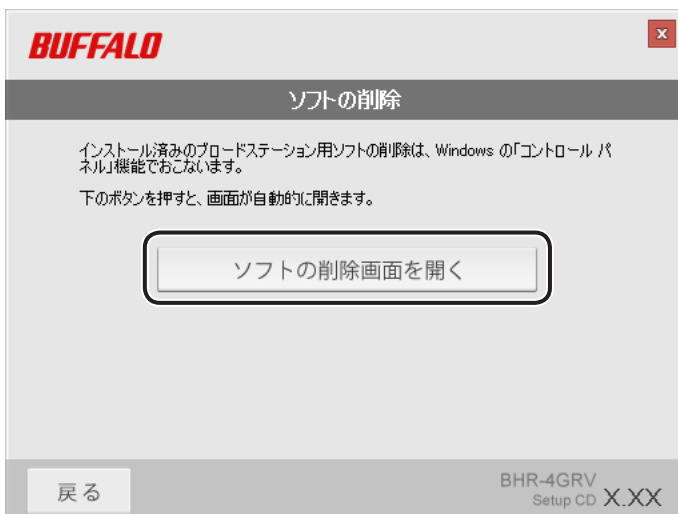 BUFFALO
x
ソフトの削除
インストール済みのブロードステーション用ソフトの削除は、Windows の「コントロール パ
ネル」機能でおこないます。
下のボタンを押すと、画面が自動的に開きます。
ソフトの削除画面を開く
戻る
BHR-4GRV
Setup CD X.XX